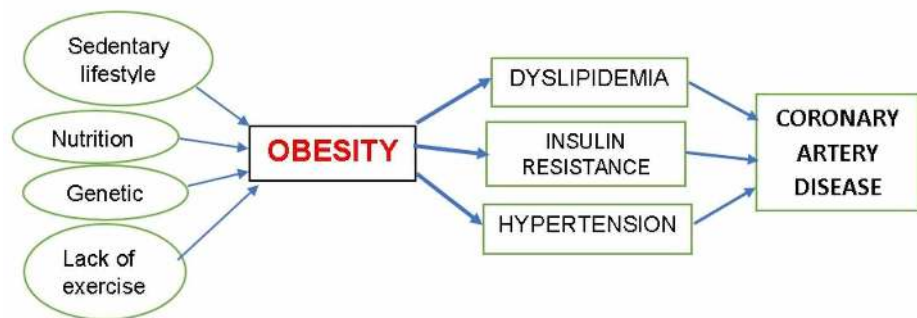 Sedentary
lifestyle
Nutrition
Genetic
Lack of
exercise
OBESITY
DYSLIPIDEMIA
INSULIN
RESISTANCE
HYPERTENSION
CORONARY
ARTERY
DISEASE